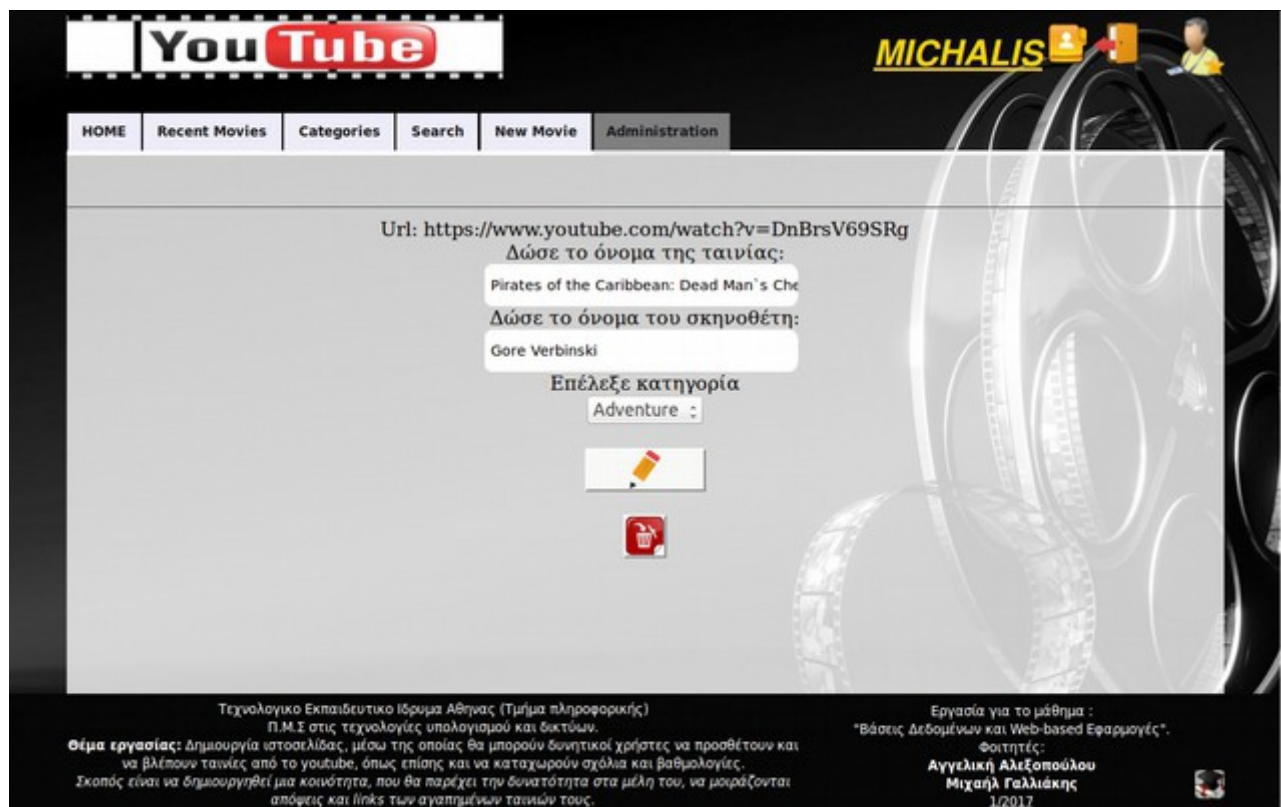 YouTube
MICHALIS
HOME Recent Movies Categories Search New Movie Administration
Url: https://www.youtube.com/watch?v=DnBrsV69SRg
Δώσε το όνομα της ταινίας:
Pirates of the Caribbean: Dead Man`s Che
Δώσε το όνομα του σκηνοθέτη:
Gore Verbinski
Επέλεξε κατηγορία
Adventure
Τεχνολογικο Εκπαιδευτικο Ιδρυμα Αθηνας (Τμήμα πληροφορικής)
Π.Μ.Σ στις τεχνολογίες υπολογισμού και δικτύων.
Θέμα εργασίας: Δημιουργία ιστοσελίδας, μέσω της οποίας θα μπορούν δυνητικοί χρήστες να προσθέτουν και
να βλέπουν ταινίες από το youtube, όπως επίσης και να καταχωρούν σχόλια και βαθμολογίες.
Σκοπός είναι να δημιουργηθεί μια κοινότητα, που θα παρέχει την δυνατότητα στα μέλη του, να μοιράζονται
απόψεις και links των αγαπημένων ταινιών τους.
Εργασία για το μάθημα :
"Βάσεις Δεδομένων και Web-based Εφαρμογές".
Φοιτητές:
Αγγελική Αλεξοπούλου
Μιχαήλ Γαλλιάκης
1/2017